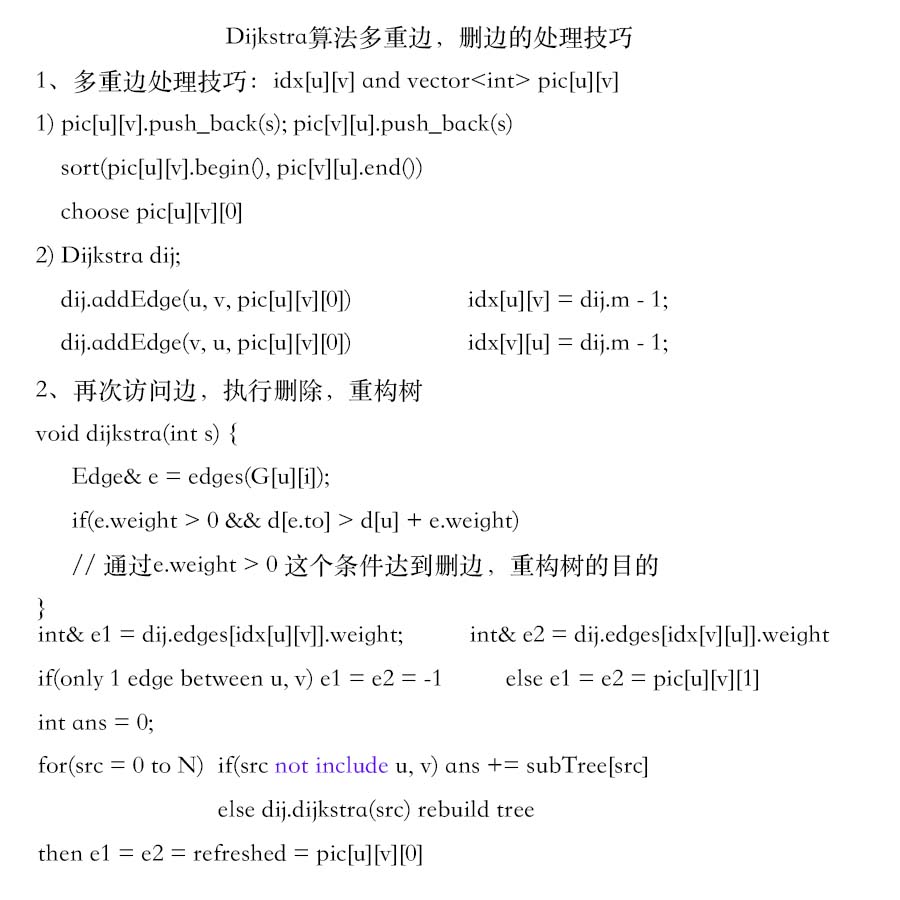 Dijkstra算法多重边，删边的处理技巧
1、多重边处理技巧：idx[u][v] and vector<int> pic[u][v]
1) pic[u][v].push_back(s); pic[v][u].push_back(s)
sort(pic[u][v].begin(), pic[v][u].end())
choose pic[u][v][0]
2) Dijkstra dij;
dij.addEdge(u, v, pic[u][v][0]) idx[u][v] = dij.m - 1;
dij.addEdge(v, u, pic[u][v][0]) idx[v][u] = dij.m - 1;
2、再次访问边，执行删除，重构树
void dijkstra(int s) {
Edge& e = edges(G[u][i]);
if(e.weight > 0 && d[e.to] > d[u] + e.weight)
// 通过e.weight > 0 这个条件达到删边，重构树的目的
}
int& e1 = dij.edges[idx[u][v]].weight; int& e2 = dij.edges[idx[v][u]].weight
if(only 1 edge between u, v) e1 = e2 = -1 else e1 = e2 = pic[u][v][1]
int ans = 0;
for(src = 0 to N) if(src not include u, v) ans += subTree[src]
else dij.dijkstra(src) rebuild tree
then e1 = e2 = refreshed = pic[u][v][0]